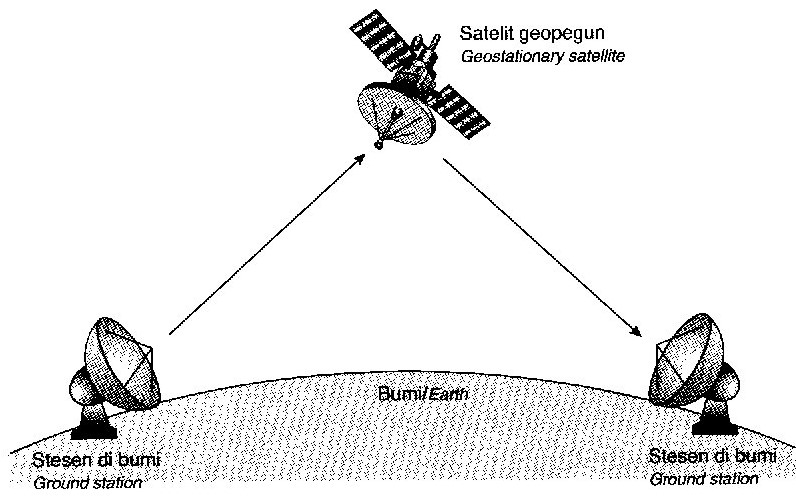 Satelit geopegun
Geostationary satellite
Bumi/Earth
Stesen di bumi
Ground station
Stesen di bumi
Ground station